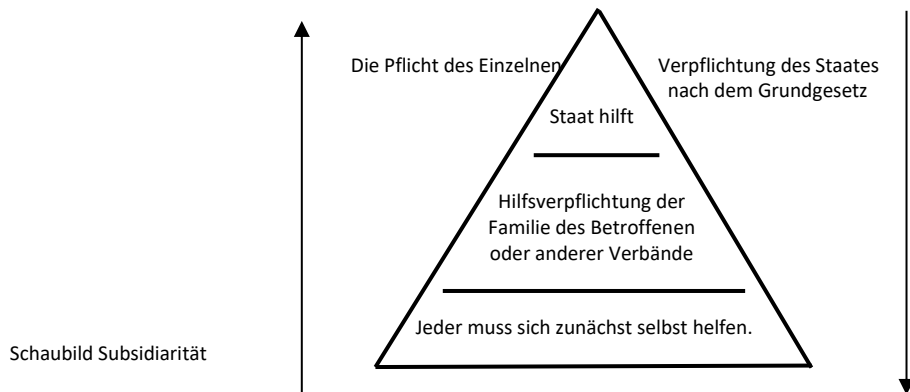 Die Pflicht des Einzelnen
Verpflichtung des Staates
nach dem Grundgesetz
Staat hilft
Hilfsverpflichtung der
Familie des Betroffenen
oder anderer Verbände
Jeder muss sich zunächst selbst helfen.
Schaubild Subsidiarität